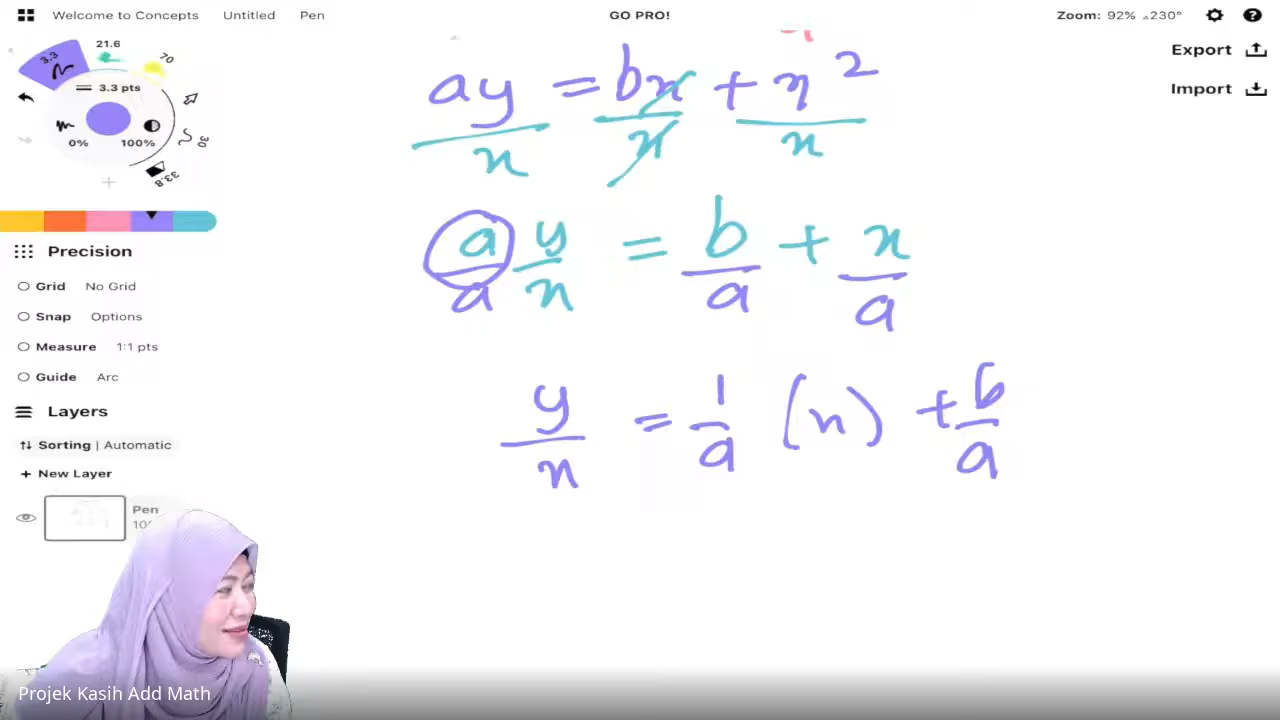 Welcome to Concepts Untitled Pen GO PRO! Zoom: 92% 230°
Export
Import
3.3
21.6
70
3.3 pts
0% 100%
30
33.8
Precision
Grid No Grid
Snap Options
Measure 1:1 pts
Guide Arc
Layers
Sorting | Automatic
+ New Layer
Pen
ay/x = bx/x + x²/x
a/a y/x = b/a + x/a
y/x = 1/a (x) + b/a
Projek Kasih Add Math